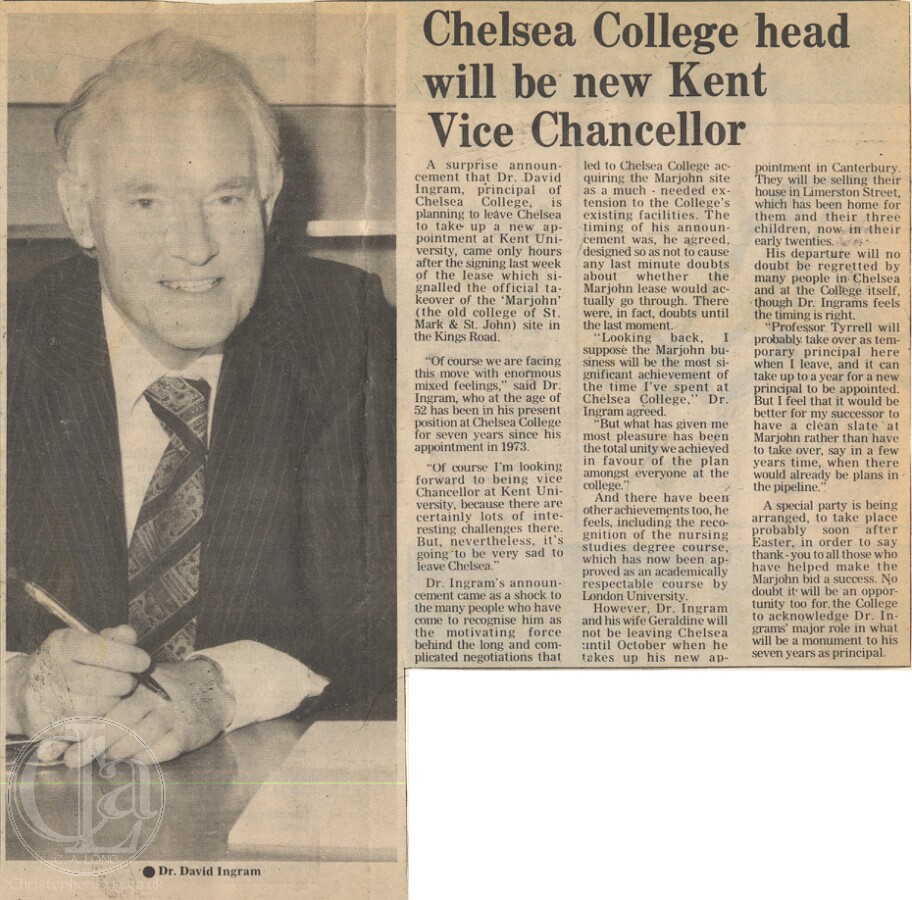 Chelsea College head
will be new Kent
Vice Chancellor
A surprise announ-
cement that Dr. David
Ingram, principal of
Chelsea College, is
planning to leave Chelsea
to take up a new ap-
pointment at Kent Uni-
versity, came only hours
after the signing last week
of the lease which si-
gnalled the official ta-
keover of the 'Marjohn'
(the old college of St.
Mark & St. John) site in
the Kings Road.
"Of course we are facing
this move with enormous
mixed feelings," said Dr.
Ingram, who at the age of
52 has been in his present
position at Chelsea College
for seven years since his
appointment in 1973.
"Of course I'm looking
forward to being vice
Chancellor at Kent Uni-
versity, because there are
certainly lots of inte-
resting challenges there.
But, nevertheless, it's
going to be very sad to
leave Chelsea."
Dr. Ingram's announ-
cement came as a shock to
the many people who have
come to recognise him as
the motivating force
behind the long and com-
plicated negotiations that
led to Chelsea College ac-
quiring the Marjohn site
as a much - needed ex-
tension to the College's
existing facilities. The
timing of his announ-
cement was, he agreed,
designed so as not to cause
any last minute doubts
about whether the
Marjohn lease would ac-
tually go through. There
were, in fact, doubts until
the last moment.
"Looking back, I
suppose the Marjohn bu-
siness will be the most si-
gnificant achievement of
the time I've spent at
Chelsea College," Dr.
Ingram agreed.
"But what has given me
most pleasure has been
the total unity we achieved
in favour of the plan
amongst everyone at the
college."
And there have been
other achievements too, he
feels, including the reco-
gnition of the nursing
studies degree course,
which has now been ap-
proved as an academically
respectable course by
London University.
However, Dr. Ingram
and his wife Geraldine will
not be leaving Chelsea
until October when he
takes up his new ap-
pointment in Canterbury.
They will be selling their
house in Limerston Street,
which has been home for
them and their three
children, now in their
early twenties.
His departure will no
doubt be regretted by
many people in Chelsea
and at the College itself,
though Dr. Ingrams feels
the timing is right.
"Professor Tyrrell will
probably take over as tem-
porary principal here
when I leave, and it can
take up to a year for a new
principal to be appointed.
But I feel that it would be
better for my successor to
have a clean slate at
Marjohn rather than have
to take over, say in a few
years time, when there
would already be plans in
the pipeline."
A special party is being
arranged, to take place
probably soon after
Easter, in order to say
thank - you to all those who
have helped make the
Marjohn bid a success. No
doubt it will be an oppor-
tunity too for the College
to acknowledge Dr. In-
grams' major role in what
will be a monument to his
seven years as principal.
● Dr. David Ingram